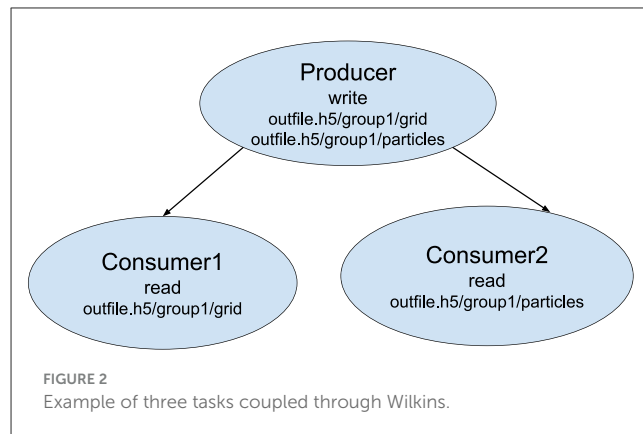 Producer
write
outfile.h5/group1/grid
outfile.h5/group1/particles
Consumer1
read
outfile.h5/group1/grid
Consumer2
read
outfile.h5/group1/particles
FIGURE 2
Example of three tasks coupled through Wilkins.